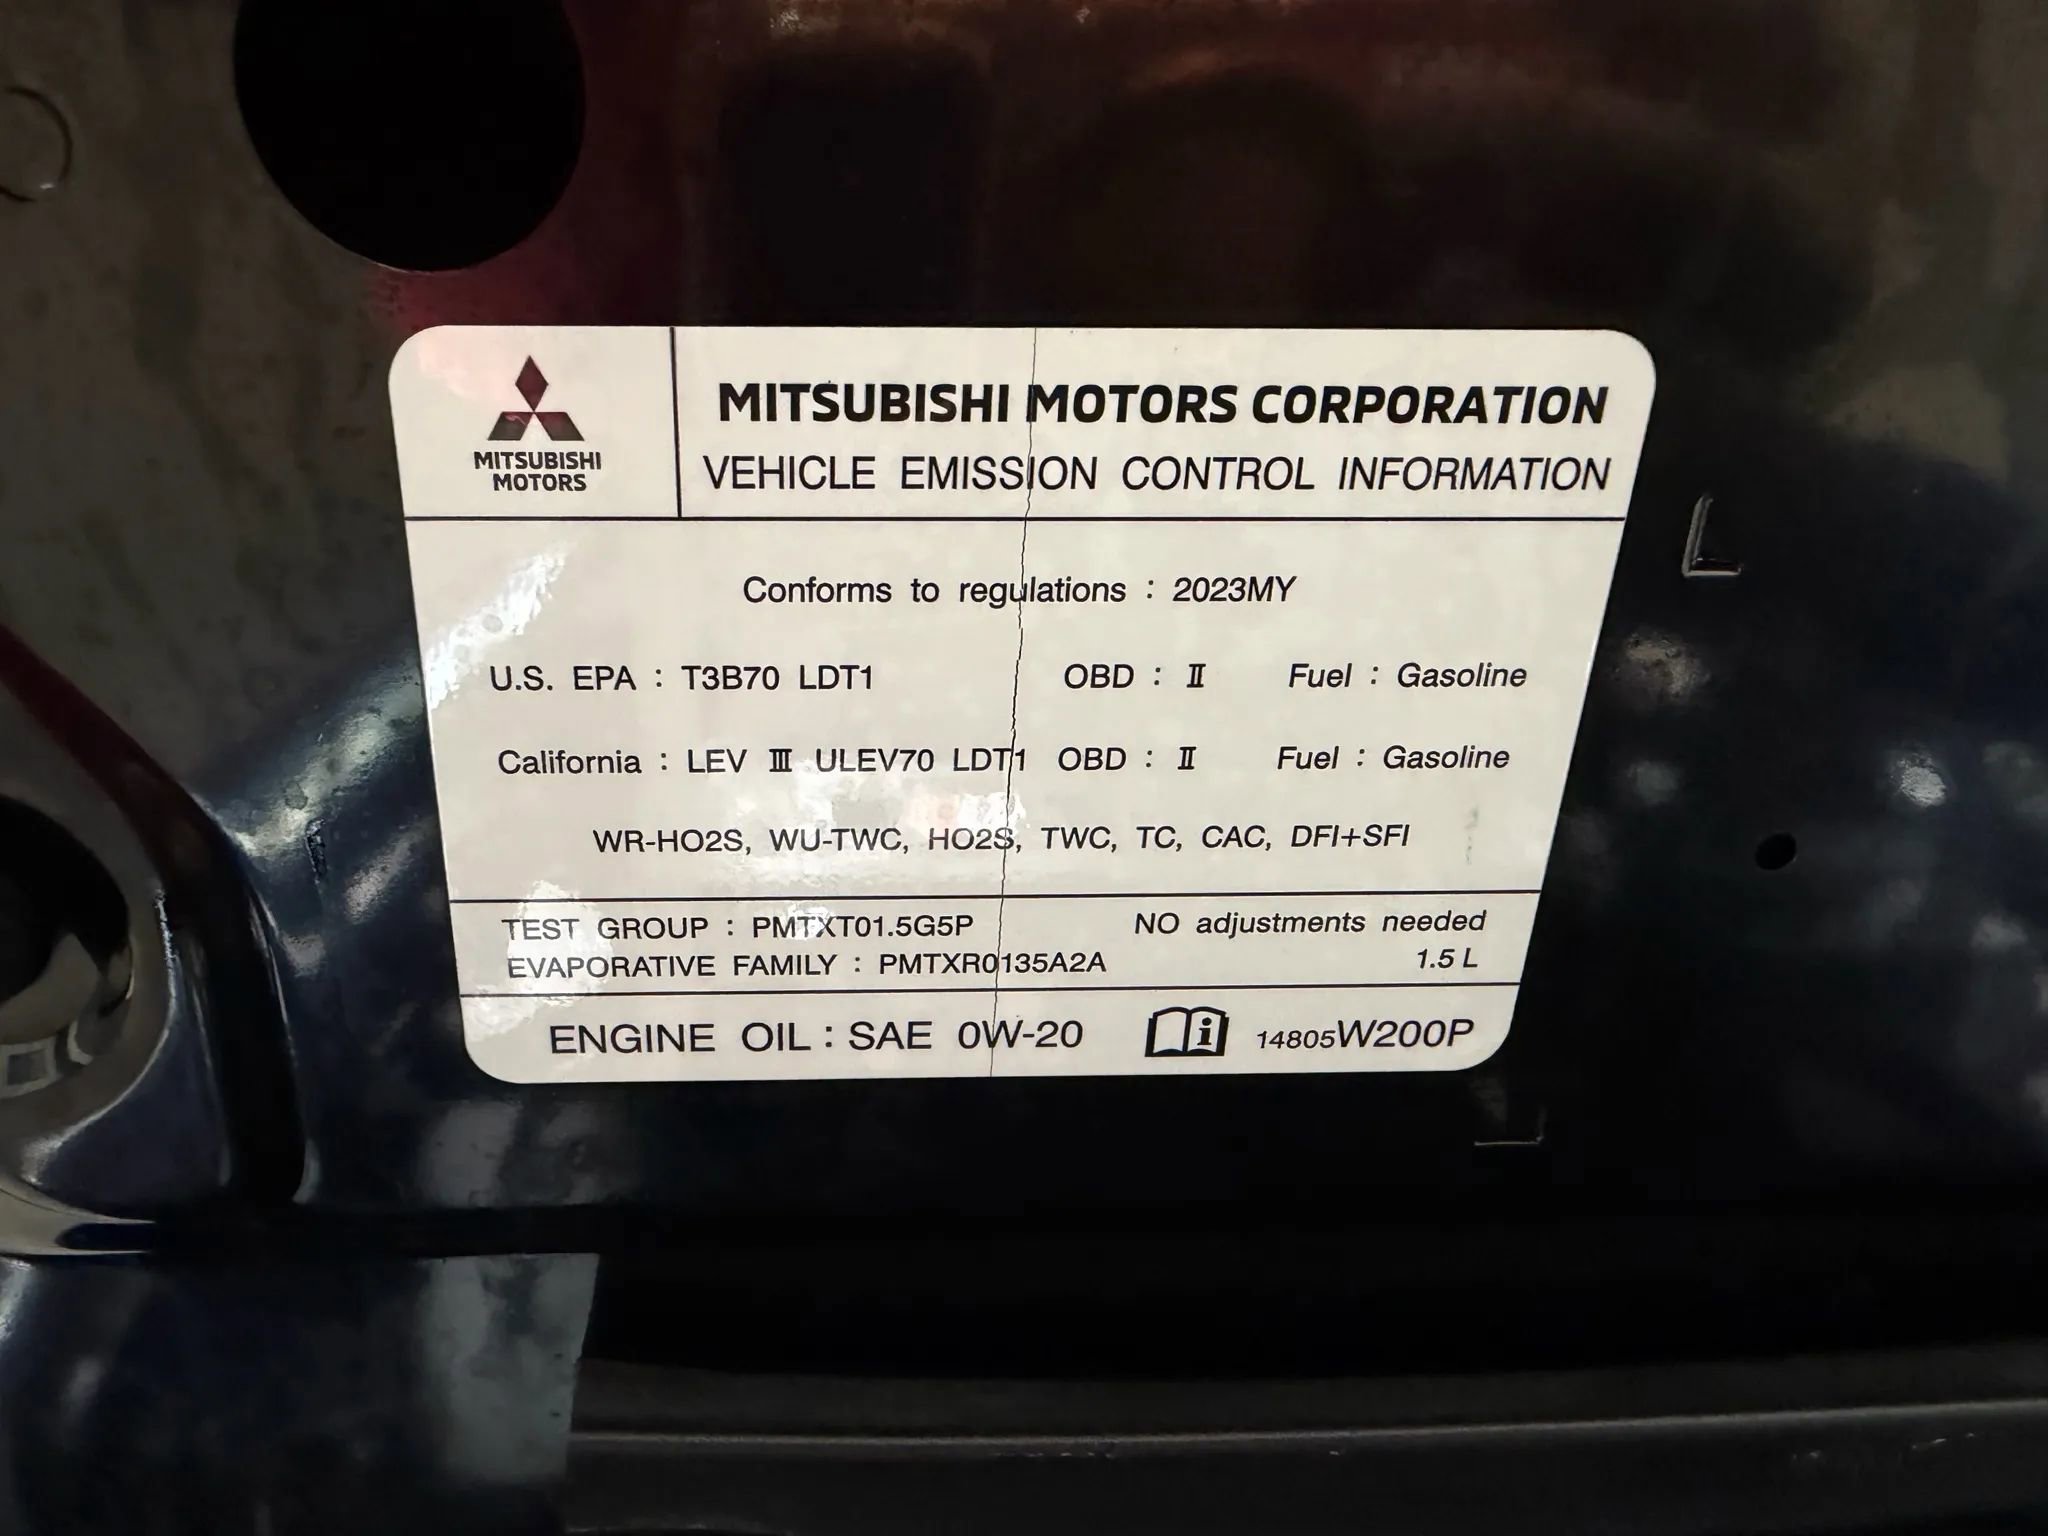 MITSUBISHI
MOTORS
MITSUBISHI MOTORS CORPORATION
VEHICLE EMISSION CONTROL INFORMATION
Conforms to regulations : 2023MY
U.S. EPA : T3B70 LDT1 OBD : Ⅱ Fuel : Gasoline
California : LEV Ⅲ ULEV70 LDT1 OBD : Ⅱ Fuel : Gasoline
WR-HO2S, WU-TWC, HO2S, TWC, TC, CAC, DFI+SFI
TEST GROUP : PMTXT01.5G5P NO adjustments needed
EVAPORATIVE FAMILY : PMTXR0135A2A 1.5 L
ENGINE OIL : SAE 0W-20 i 14805W200P